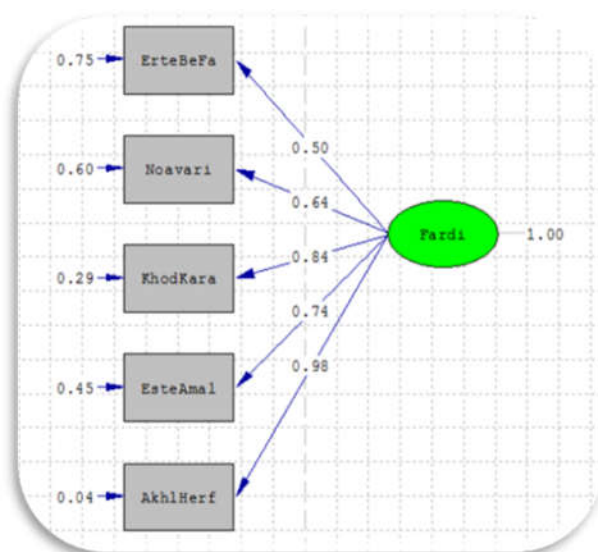 0.75 ErteBeFa
0.50
0.60 Noavari
0.64
Fardi 1.00
0.84
0.29 KhodKara
0.74
0.98
0.45 EsteAmal
0.04 AkhlHerf